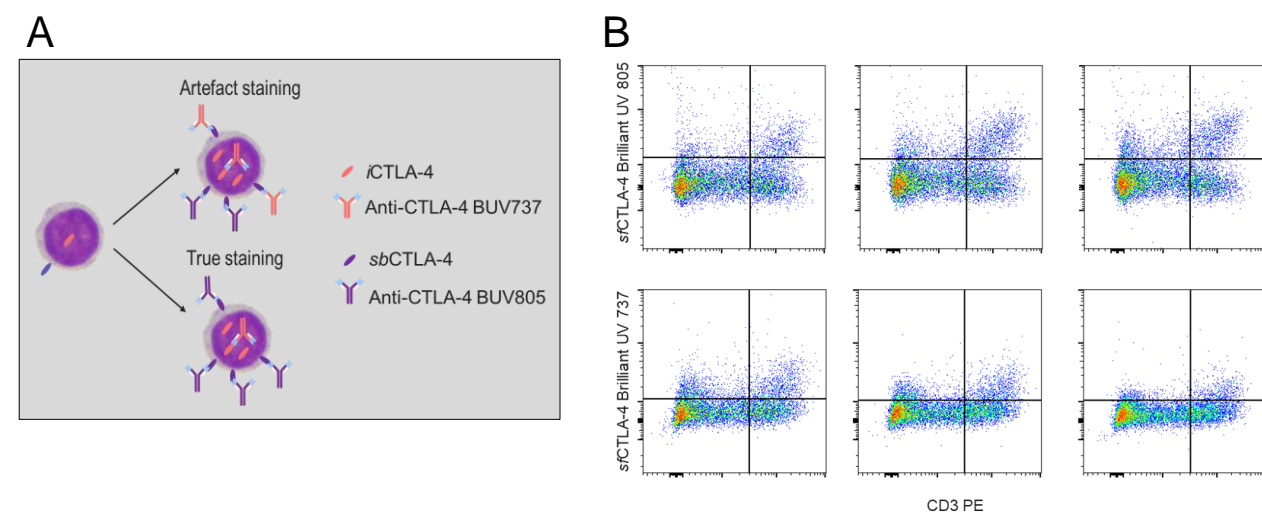 A
Artefact staining
iCTLA-4
Anti-CTLA-4 BUV737
True staining
sbCTLA-4
Anti-CTLA-4 BUV805
B
sfCTLA-4 Brilliant UV 805
sfCTLA-4 Brilliant UV 737
CD3 PE